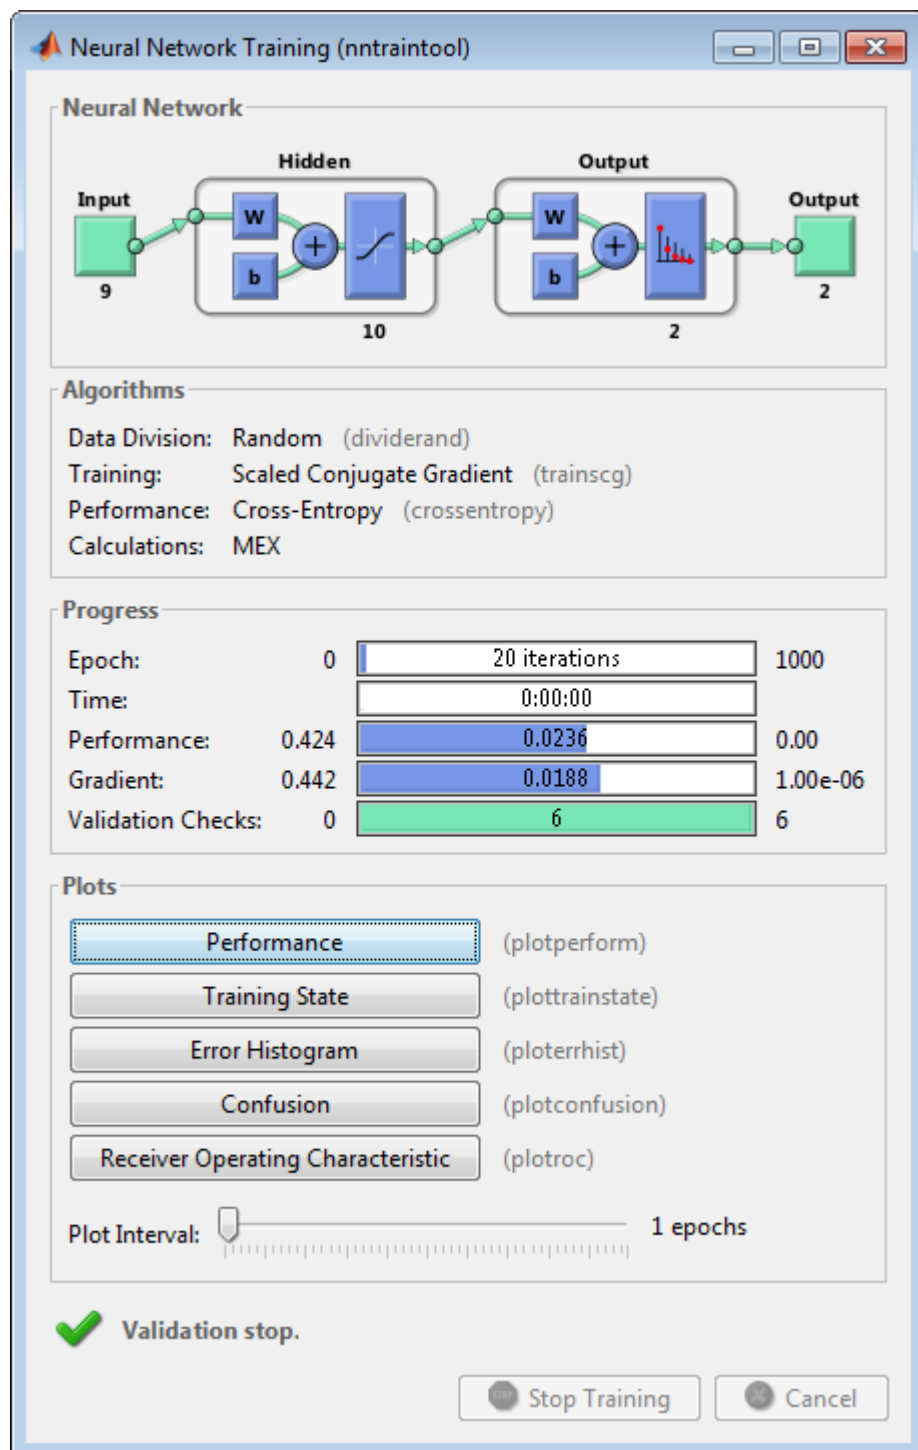 Neural Network Training (nntraintool)
Neural Network
Hidden
Output
Input
Output
W
W
b
b
9
2
10
2
Algorithms
Data Division: Random (dividerand)
Training: Scaled Conjugate Gradient (trainscg)
Performance: Cross-Entropy (crossentropy)
Calculations: MEX
Progress
Epoch: 0 20 iterations 1000
Time: 0:00:00
Performance: 0.424 0.0236 0.00
Gradient: 0.442 0.0188 1.00e-06
Validation Checks: 0 6 6
Plots
Performance (plotperform)
Training State (plottrainstate)
Error Histogram (ploterrhist)
Confusion (plotconfusion)
Receiver Operating Characteristic (plotroc)
Plot Interval: 1 epochs
Validation stop.
Stop Training Cancel